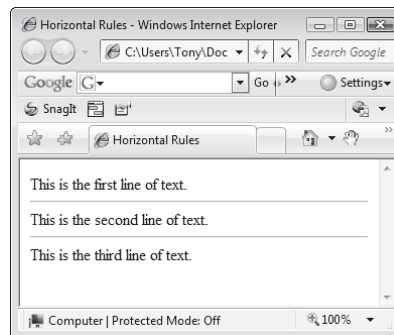 Horizontal Rules - Windows Internet Explorer
C:\Users\Tony\Doc
Search Google
Google G Go »
Settings
SnagIt
Horizontal Rules »
This is the first line of text.
This is the second line of text.
This is the third line of text.
Computer | Protected Mode: Off
100%